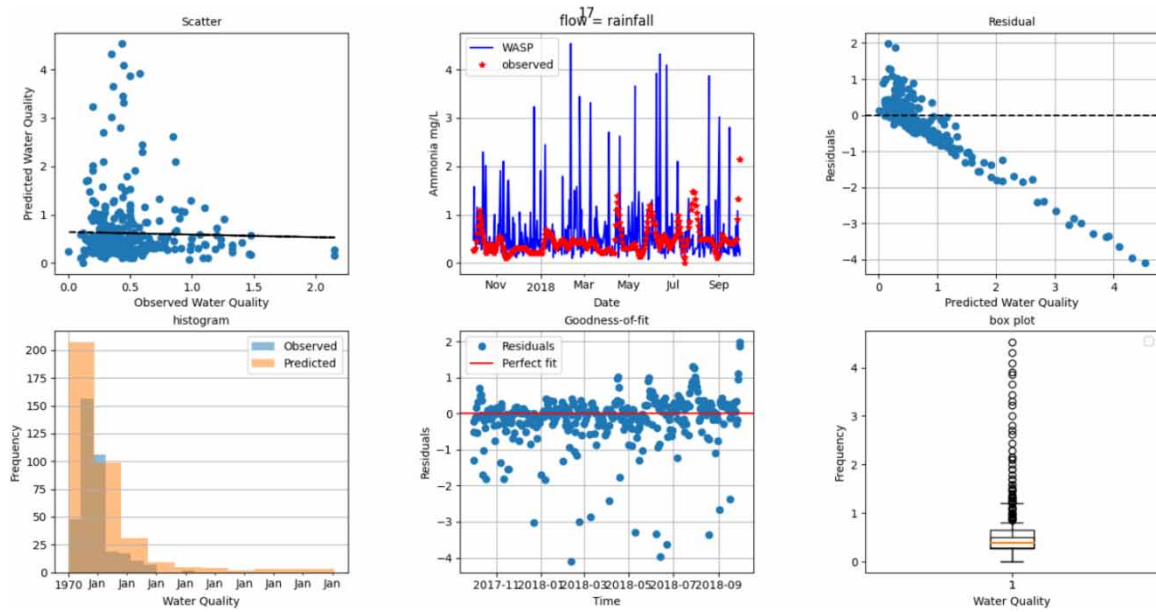 17
Scatter
flow = rainfall
Residual
Predicted Water Quality
4
3
2
1
0
0.0 0.5 1.0 1.5 2.0
Observed Water Quality
Ammonia mg/L
WASP
observed
4
3
2
1
0
Nov 2018 Mar May Jul Sep
Date
Residuals
2
1
0
−1
−2
−3
−4
0 1 2 3 4
Predicted Water Quality
histogram
Goodness-of-fit
box plot
Frequency
Observed
Predicted
200
175
150
125
100
75
50
25
0
1970 Jan Jan Jan Jan Jan Jan Jan Jan Jan
Water Quality
Residuals
Residuals
Perfect fit
2
1
0
−1
−2
−3
−4
2017-11 2018-01 2018-03 2018-05 2018-07 2018-09
Time
Frequency
4
3
2
1
0
1
Water Quality